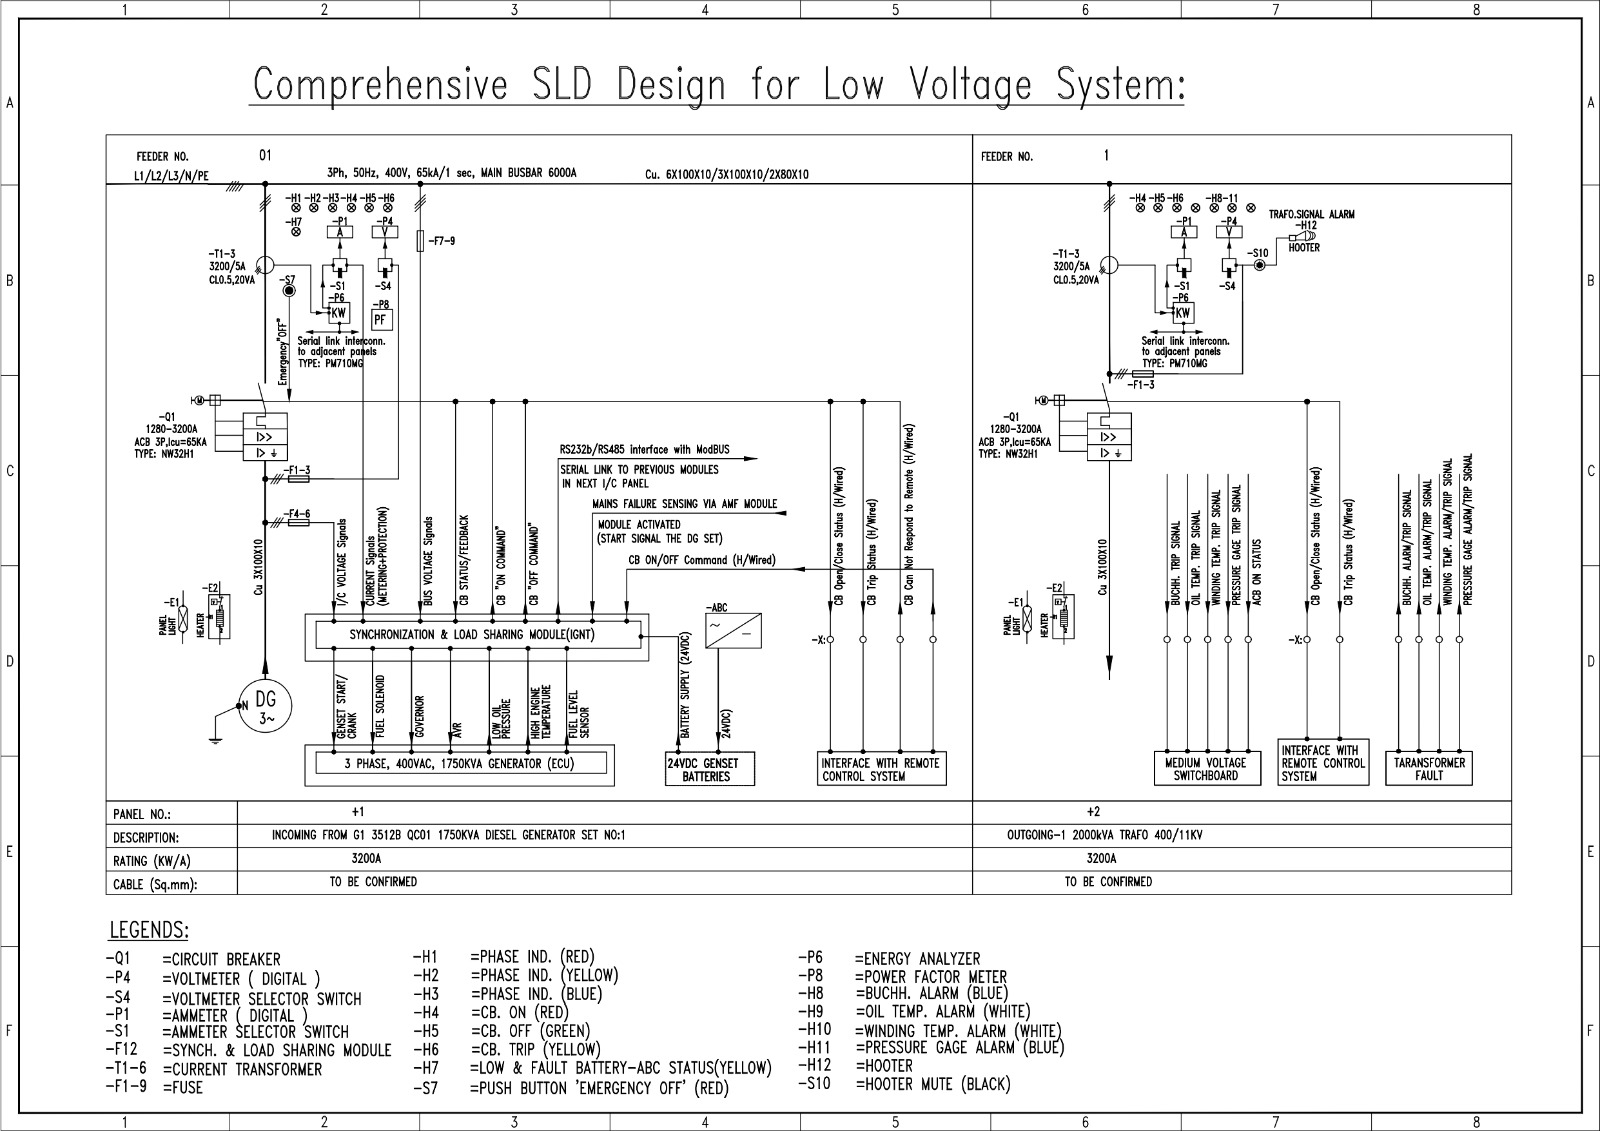 1 2 3 4 5 6 7 8
A A
B B
C C
D D
E E
F F
Comprehensive SLD Design for Low Voltage System:
FEEDER NO. 01
L1/L2/L3/N/PE
3Ph, 50Hz, 400V, 65kA/1 sec, MAIN BUSBAR 6000A
Cu. 6X100X10/3X100X10/2X80X10
-H1 -H2 -H3 -H4 -H5 -H6
-H7
-P1
A
-P4
V
-F7-9
-T1-3
3200/5A
CL0.5,20VA
-S7
-S1
-S4
-P6
KW
-P8
PF
Emergency"OFF"
Serial link interconn.
to adjacent panels
TYPE: PM710MG
M
-Q1
1280-3200A
ACB 3P,Icu=65KA
TYPE: NW32H1
I>>
I>
-F1-3
-F4-6
Cu 3X100X10
-E1
PANEL
LIGHT
-E2
HEATER
DG
3~
N
I/C VOLTAGE Signals
CURRENT Signals
(METERING+PROTECTION)
BUS VOLTAGE Signals
CB STATUS/FEEDBACK
CB "ON COMMAND"
CB "OFF COMMAND"
RS232b/RS485 interface with ModBUS
SERIAL LINK TO PREVIOUS MODULES
IN NEXT I/C PANEL
MAINS FAILURE SENSING VIA AMF MODULE
MODULE ACTIVATED
(START SIGNAL THE DG SET)
CB ON/OFF Command (H/Wired)
SYNCHRONIZATION & LOAD SHARING MODULE(IGNT)
GENSET START/
CRANK
FUEL SOLENOID
GOVERNOR
AVR
LOW OIL
PRESSURE
HIGH ENGINE
TEMPERATURE
FUEL LEVEL
SENSOR
3 PHASE, 400VAC, 1750KVA GENERATOR (ECU)
BATTERY SUPPLY (24VDC)
-ABC
24VDC)
24VDC GENSET
BATTERIES
CB Open/Close Status (H/Wired)
CB Trip Status (H/Wired)
CB Can Not Respond to Remote (H/Wired)
-X:
INTERFACE WITH REMOTE
CONTROL SYSTEM
FEEDER NO. 1
-H4 -H5 -H6 -H8-11
TRAFO.SIGNAL ALARM
-H12
HOOTER
-P1
A
-P4
V
-S10
-T1-3
3200/5A
CL0.5,20VA
-S1
-S4
-P6
KW
Serial link interconn.
to adjacent panels
TYPE: PM710MG
-F1-3
M
-Q1
1280-3200A
ACB 3P,Icu=65KA
TYPE: NW32H1
I>>
I>
Cu 3X100X10
-E1
PANEL
LIGHT
-E2
HEATER
BUCHH. TRIP SIGNAL
OIL TEMP. TRIP SIGNAL
WINDING TEMP. TRIP SIGNAL
PRESSURE GAGE TRIP SIGNAL
ACB ON STATUS
CB Open/Close Status (H/Wired)
CB Trip Status (H/Wired)
-X:
BUCHH. ALARM/TRIP SIGNAL
OIL TEMP. ALARM/TRIP SIGNAL
WINDING TEMP. ALARM/TRIP SIGNAL
PRESSURE GAGE ALARM/TRIP SIGNAL
MEDIUM VOLTAGE
SWITCHBOARD
INTERFACE WITH
REMOTE CONTROL
SYSTEM
TARANSFORMER
FAULT
PANEL NO.: +1 +2
DESCRIPTION: INCOMING FROM G1 3512B QC01 1750KVA DIESEL GENERATOR SET NO:1 OUTGOING-1 2000kVA TRAFO 400/11KV
RATING (KW/A) 3200A 3200A
CABLE (Sq.mm): TO BE CONFIRMED TO BE CONFIRMED
LEGENDS:
-Q1 =CIRCUIT BREAKER
-P4 =VOLTMETER ( DIGITAL )
-S4 =VOLTMETER SELECTOR SWITCH
-P1 =AMMETER ( DIGITAL )
-S1 =AMMETER SELECTOR SWITCH
-F12 =SYNCH. & LOAD SHARING MODULE
-T1-6 =CURRENT TRANSFORMER
-F1-9 =FUSE
-H1 =PHASE IND. (RED)
-H2 =PHASE IND. (YELLOW)
-H3 =PHASE IND. (BLUE)
-H4 =CB. ON (RED)
-H5 =CB. OFF (GREEN)
-H6 =CB. TRIP (YELLOW)
-H7 =LOW & FAULT BATTERY-ABC STATUS(YELLOW)
-S7 =PUSH BUTTON 'EMERGENCY OFF' (RED)
-P6 =ENERGY ANALYZER
-P8 =POWER FACTOR METER
-H8 =BUCHH. ALARM (BLUE)
-H9 =OIL TEMP. ALARM (WHITE)
-H10 =WINDING TEMP. ALARM (WHITE)
-H11 =PRESSURE GAGE ALARM (BLUE)
-H12 =HOOTER
-S10 =HOOTER MUTE (BLACK)
1 2 3 4 5 6 7 8